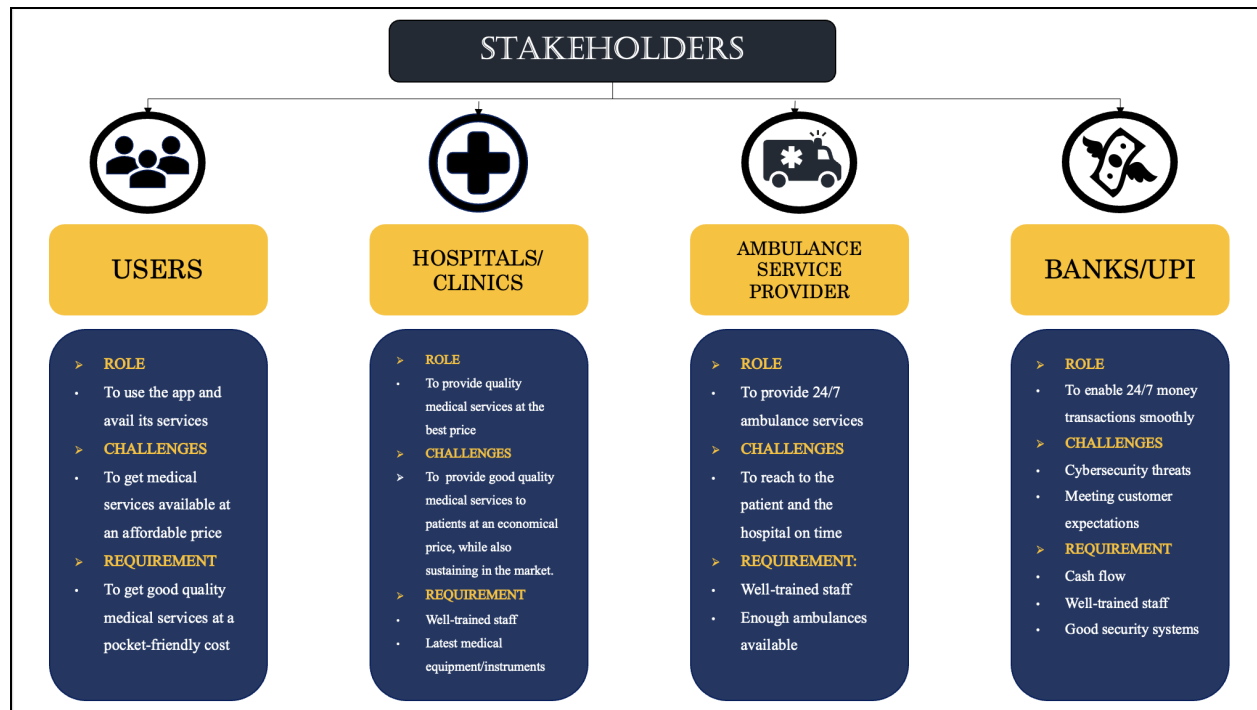 STAKEHOLDERS
USERS
➢ ROLE
• To use the app and
avail its services
➢ CHALLENGES
• To get medical
services available at
an affordable price
➢ REQUIREMENT
• To get good quality
medical services at a
pocket-friendly cost
HOSPITALS/
CLINICS
➢ ROLE
• To provide quality
medical services at the
best price
➢ CHALLENGES
➢ To provide good quality
medical services to
patients at an economical
price, while also
sustaining in the market.
➢ REQUIREMENT
• Well-trained staff
• Latest medical
equipment/instruments
AMBULANCE
SERVICE
PROVIDER
➢ ROLE
• To provide 24/7
ambulance services
➢ CHALLENGES
• To reach to the
patient and the
hospital on time
➢ REQUIREMENT:
• Well-trained staff
• Enough ambulances
available
BANKS/UPI
➢ ROLE
• To enable 24/7 money
transactions smoothly
➢ CHALLENGES
• Cybersecurity threats
• Meeting customer
expectations
➢ REQUIREMENT
• Cash flow
• Well-trained staff
• Good security systems